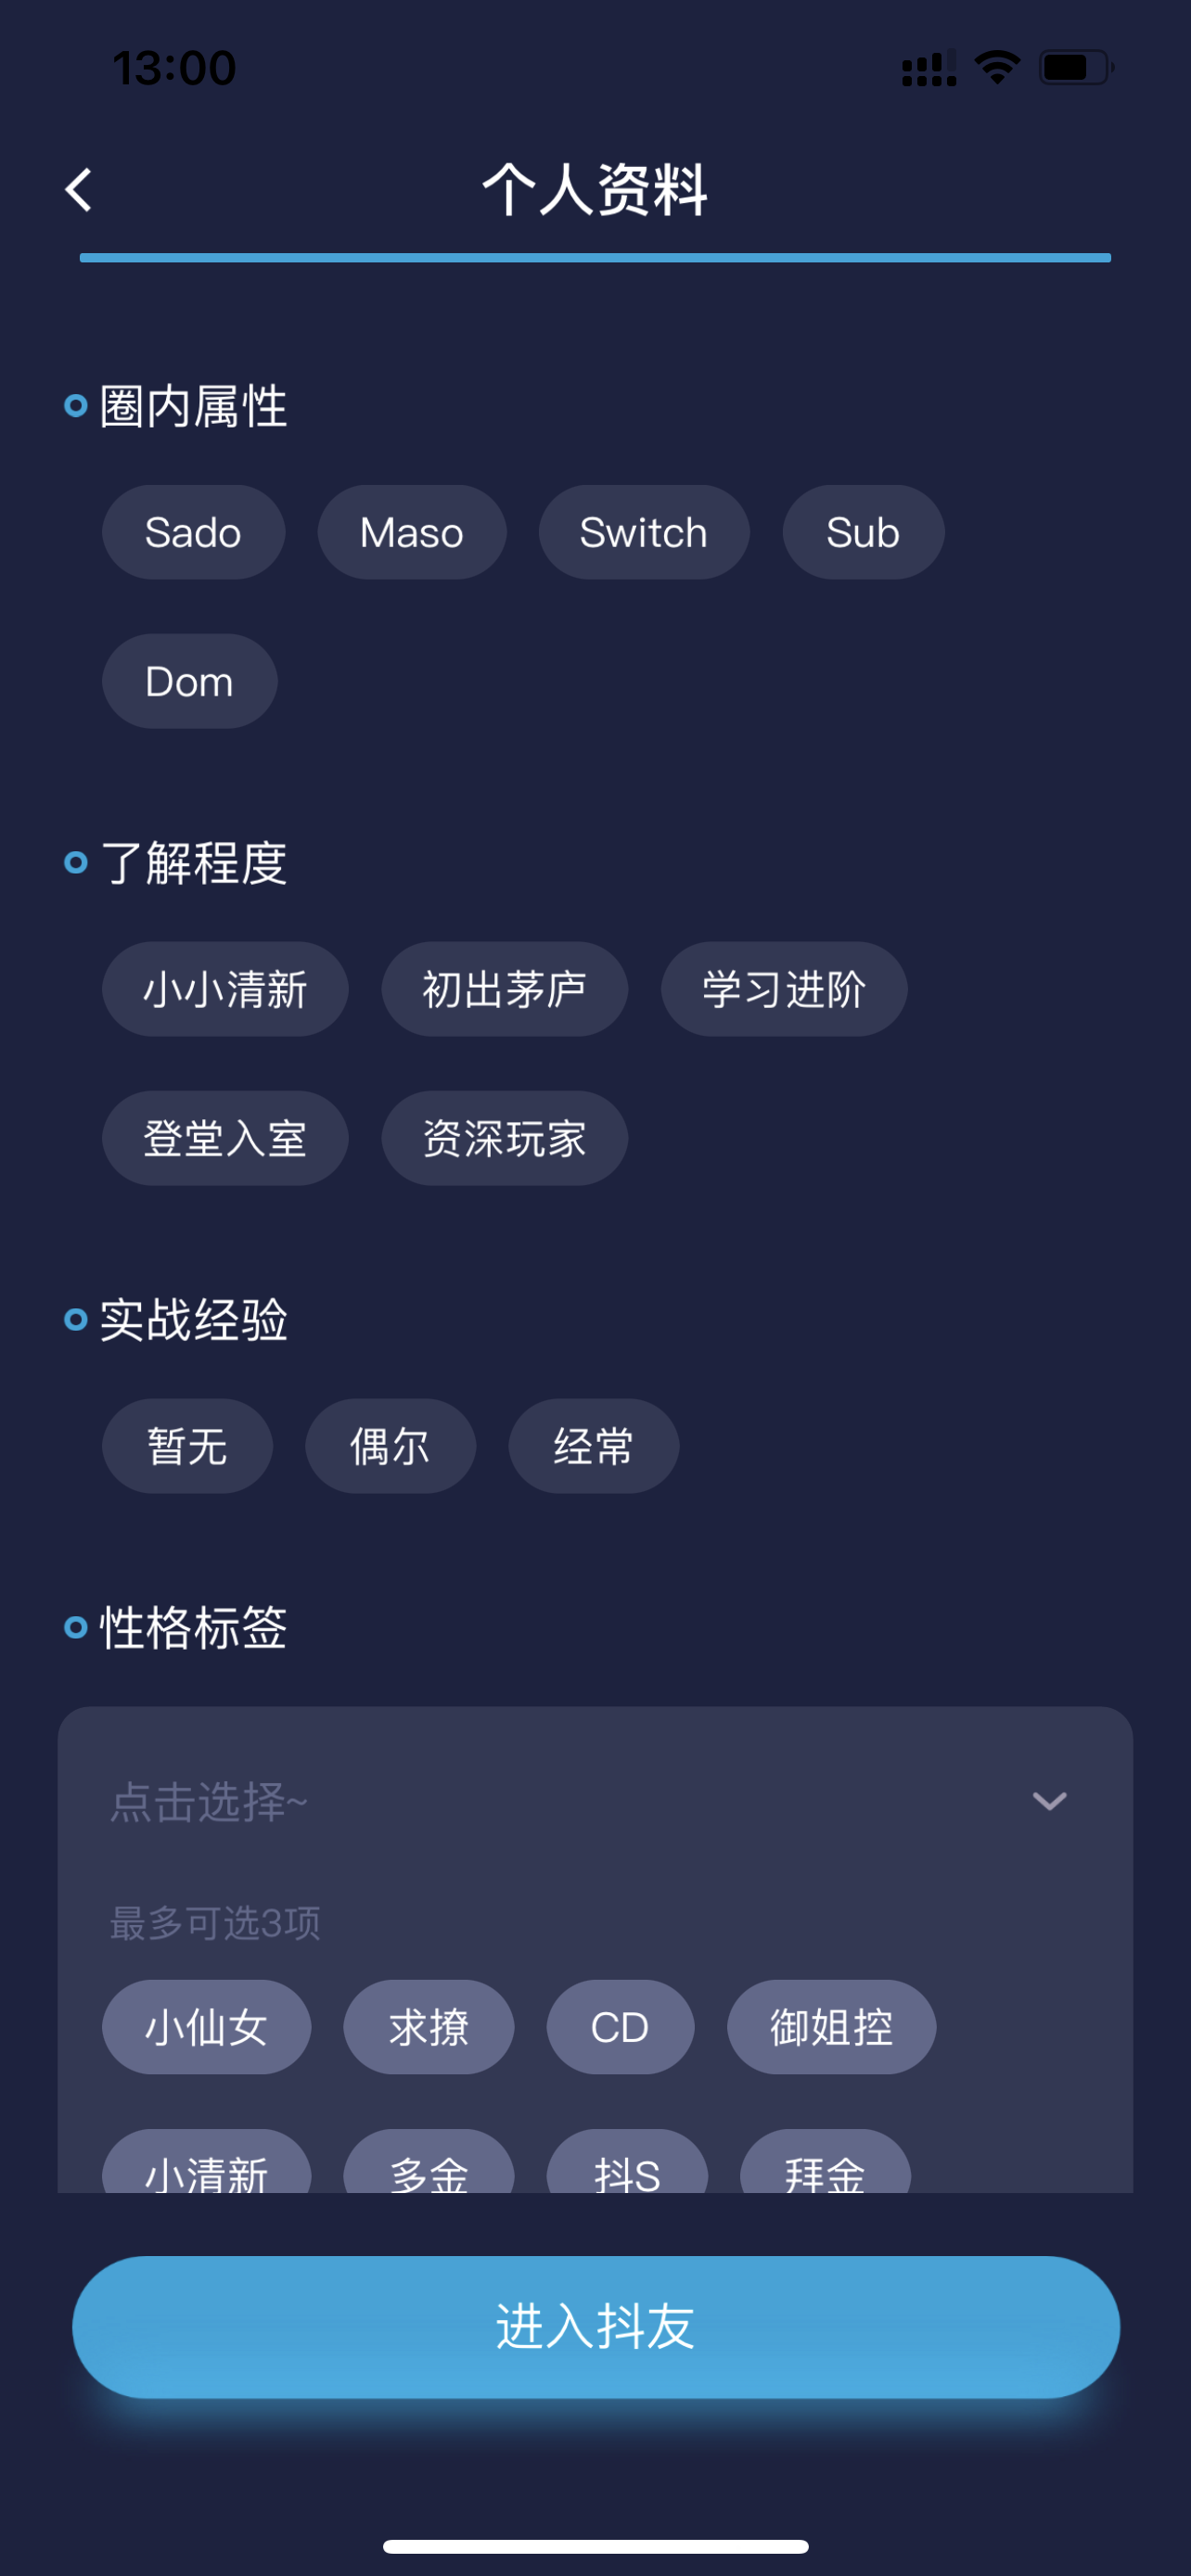 13:00
个人资料
圈内属性
Sado Maso Switch Sub
Dom
了解程度
小小清新 初出茅庐 学习进阶
登堂入室 资深玩家
实战经验
暂无 偶尔 经常
性格标签
点击选择~
最多可选3项
小仙女 求撩 CD 御姐控
小清新 多金 抖S 拜金
进入抖友